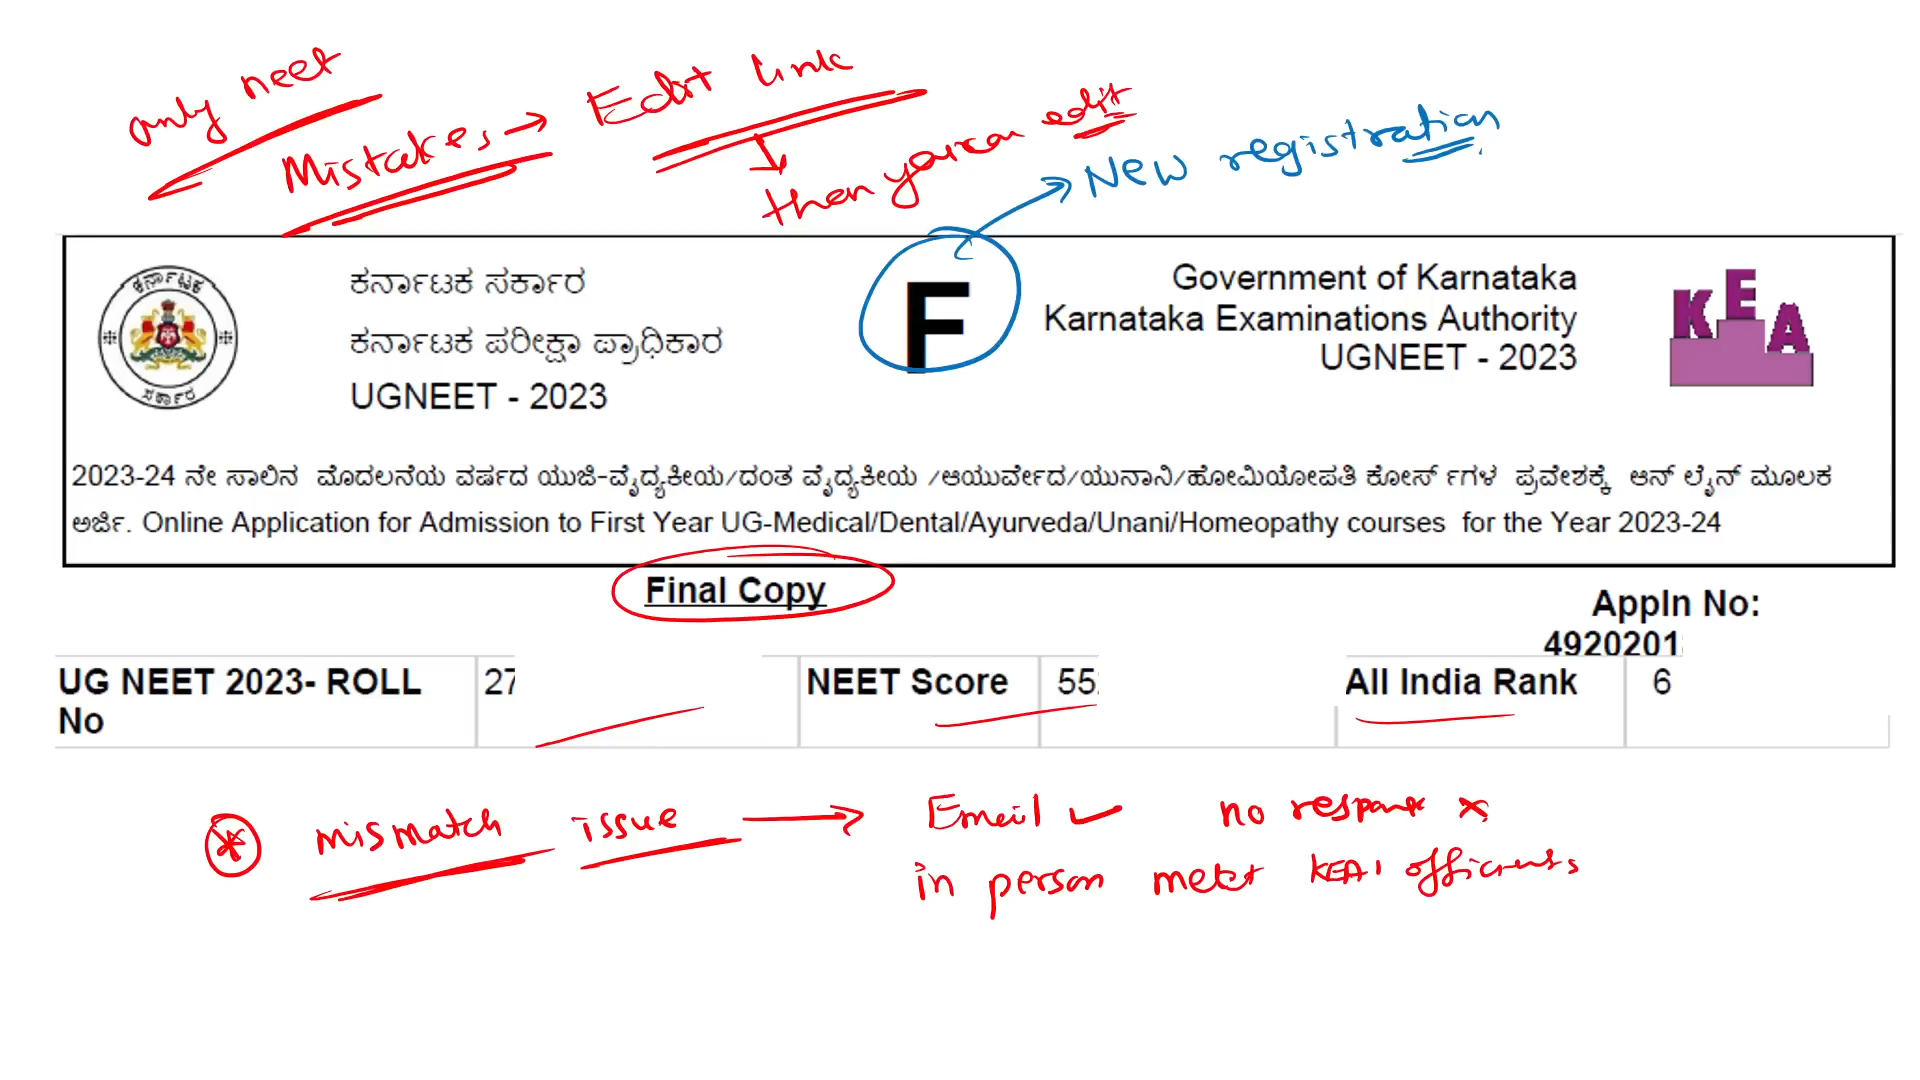 only neet
Mistakes → Edit link
then you can edit
New registration
ಕರ್ನಾಟಕ ಸರ್ಕಾರ
ಕರ್ನಾಟಕ ಪರೀಕ್ಷಾ ಪ್ರಾಧಿಕಾರ
UGNEET - 2023
F
Government of Karnataka
Karnataka Examinations Authority
UGNEET - 2023
KEA
ಕರ್ನಾಟಕ
ಸರ್ಕಾರ
2023-24 ನೇ ಸಾಲಿನ ಮೊದಲನೆಯ ವರ್ಷದ ಯುಜಿ-ವೈದ್ಯಕೀಯ/ದಂತ ವೈದ್ಯಕೀಯ /ಆಯುರ್ವೇದ/ಯುನಾನಿ/ಹೋಮಿಯೋಪತಿ ಕೋರ್ಸ್ ಗಳ ಪ್ರವೇಶಕ್ಕೆ ಆನ್ ಲೈನ್ ಮೂಲಕ
ಅರ್ಜಿ. Online Application for Admission to First Year UG-Medical/Dental/Ayurveda/Unani/Homeopathy courses for the Year 2023-24
Final Copy
Appln No:
4920201
UG NEET 2023- ROLL No 27 NEET Score 55 All India Rank 6
mismatch issue → Email ✓ no response x
in person meet KEA